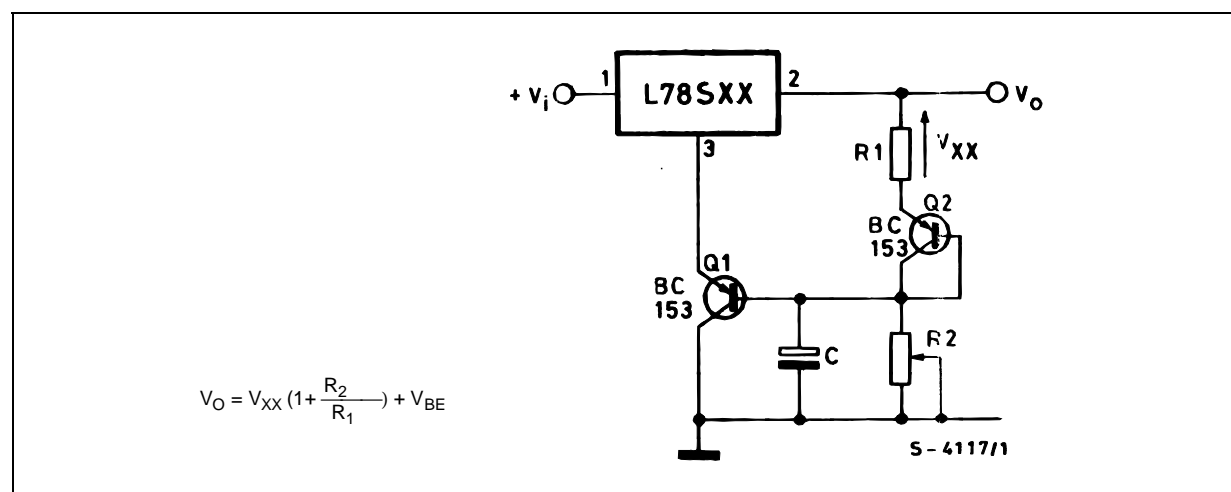 1
L78SXX
2
+ Vi
Vo
3
R1
VXX
Q2
BC
153
Q1
BC
153
C
R2
VO = VXX (1+ R2
R1
) + VBE
S-4117/1